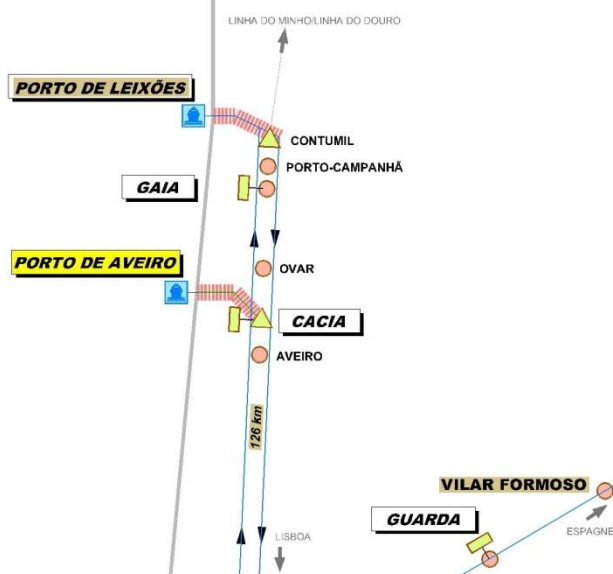 LINHA DO MINHO/LINHA DO DOURO
PORTO DE LEIXÕES
CONTUMIL
PORTO-CAMPANHÃ
GAIA
PORTO DE AVEIRO
OVAR
CACIA
AVEIRO
126 km
VILAR FORMOSO
GUARDA
ESPAGNE
LISBOA